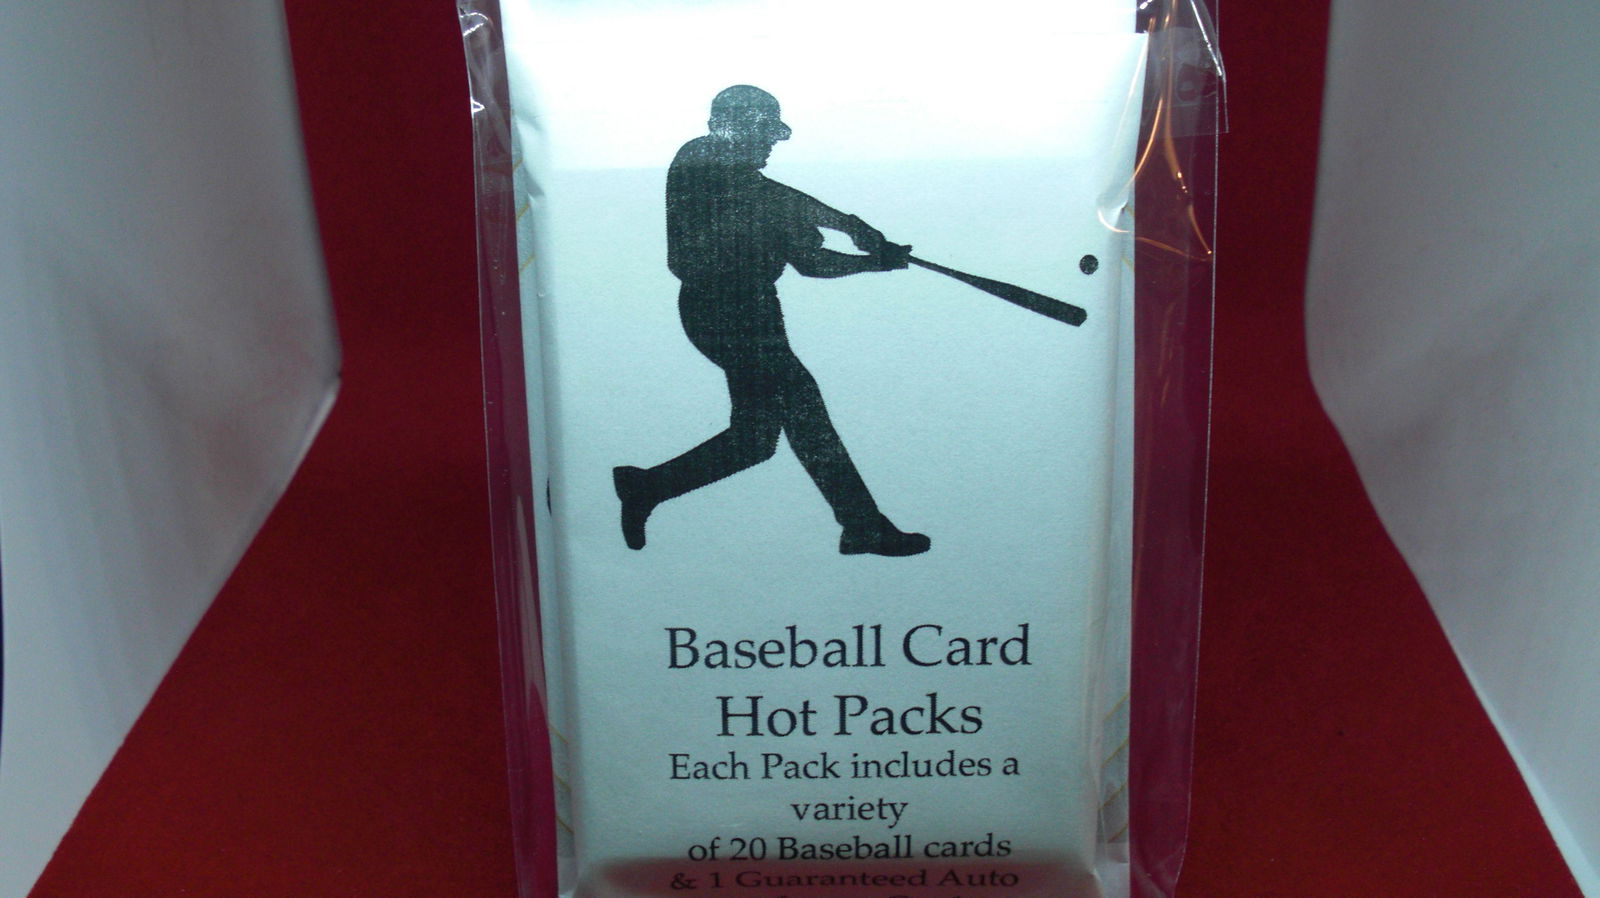 Baseball Card
Hot Packs
Each Pack includes a
variety
of 20 Baseball cards
& 1 Guaranteed Auto